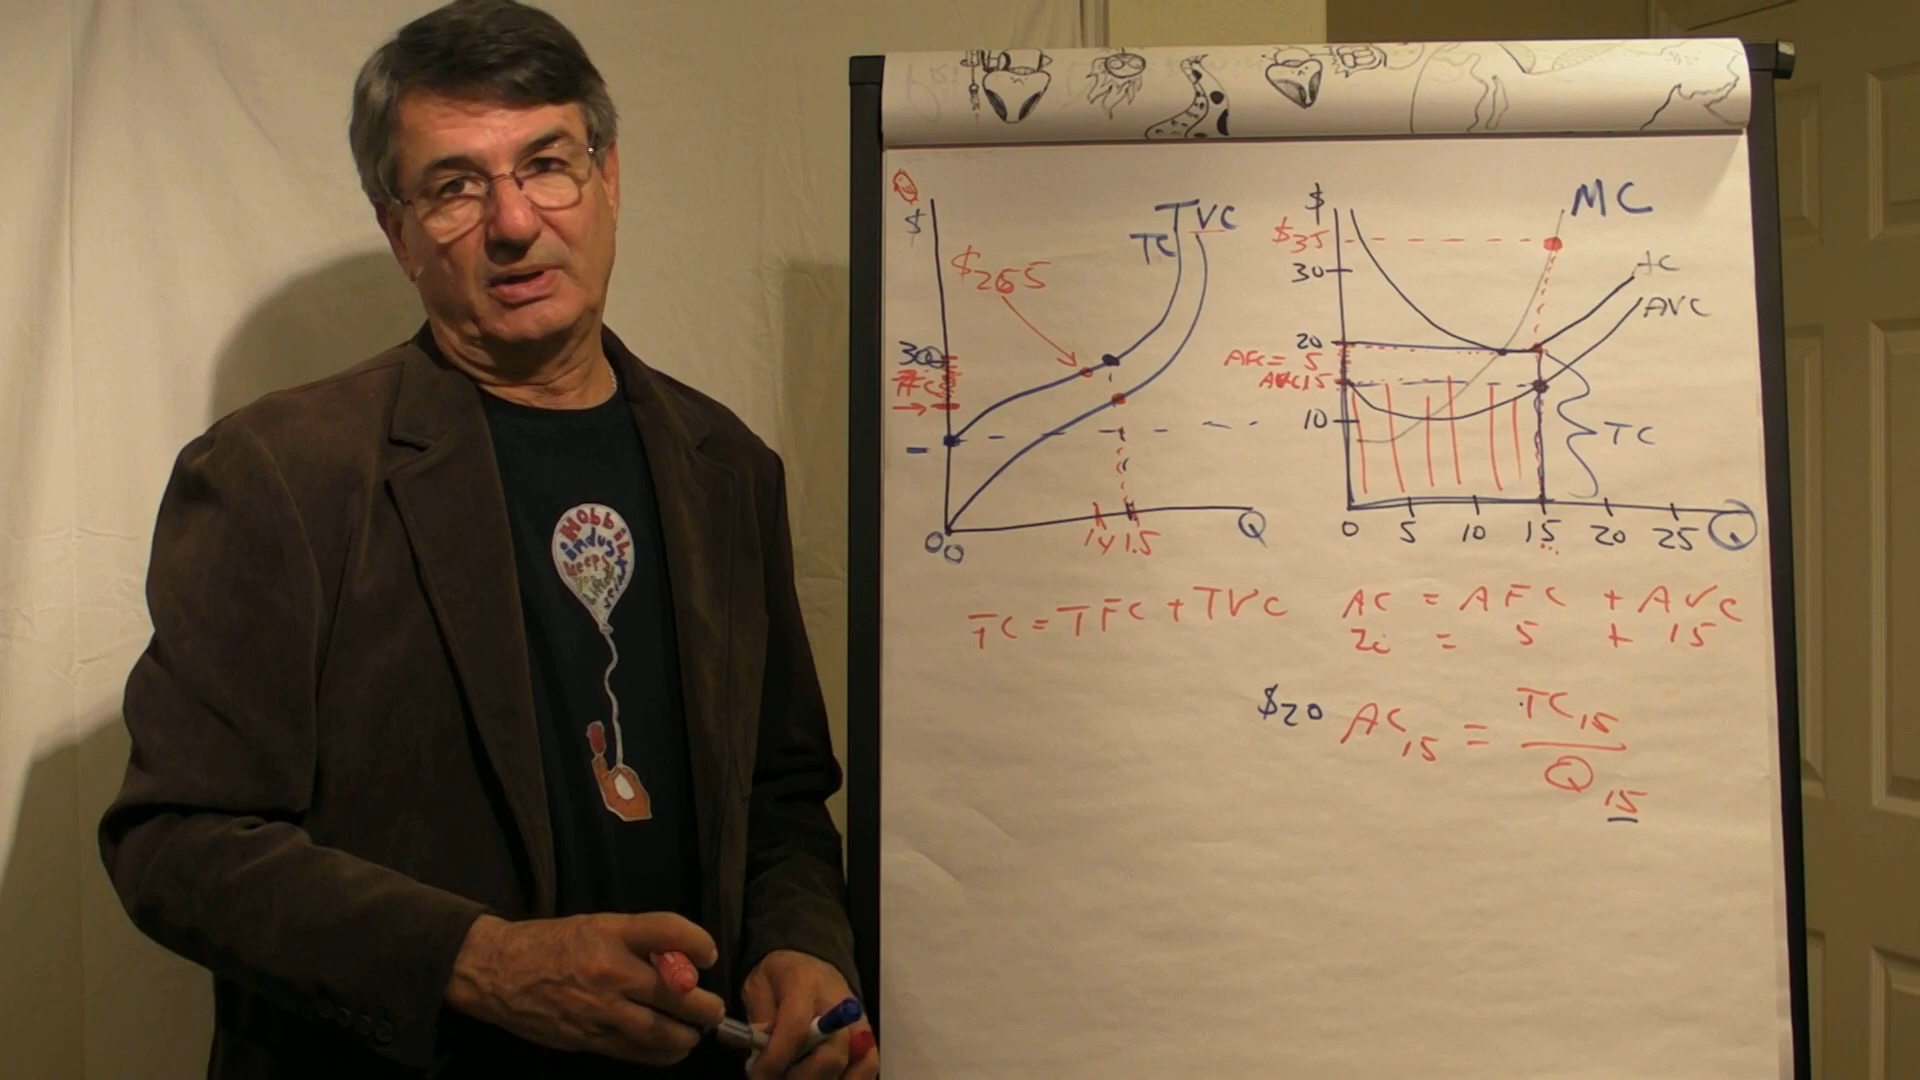 $
TVC
TC
$265
30
TFC
0 0
14 15
Q
$
MC
$35
30
AC
AVC
20
AFC = 5
AVC 15
10
TC
0 5 10 15 20 25 Q
TC = TFC + TVC
AC = AFC + AVC
20 = 5 + 15
$20 AC15 = TC15
Q15